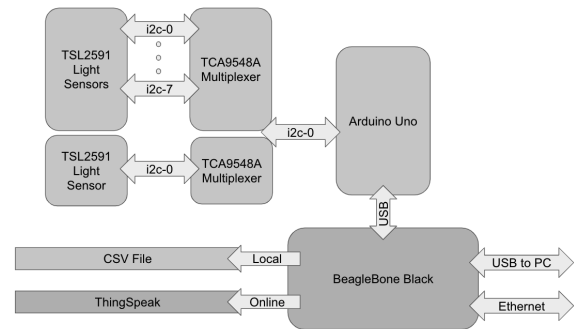 i2c-0
TSL2591
Light
Sensors
o
o
o
TCA9548A
Multiplexer
i2c-7
Arduino Uno
i2c-0
TSL2591
Light
Sensor
i2c-0
TCA9548A
Multiplexer
USB
CSV File
Local
BeagleBone Black
USB to PC
ThingSpeak
Online
Ethernet